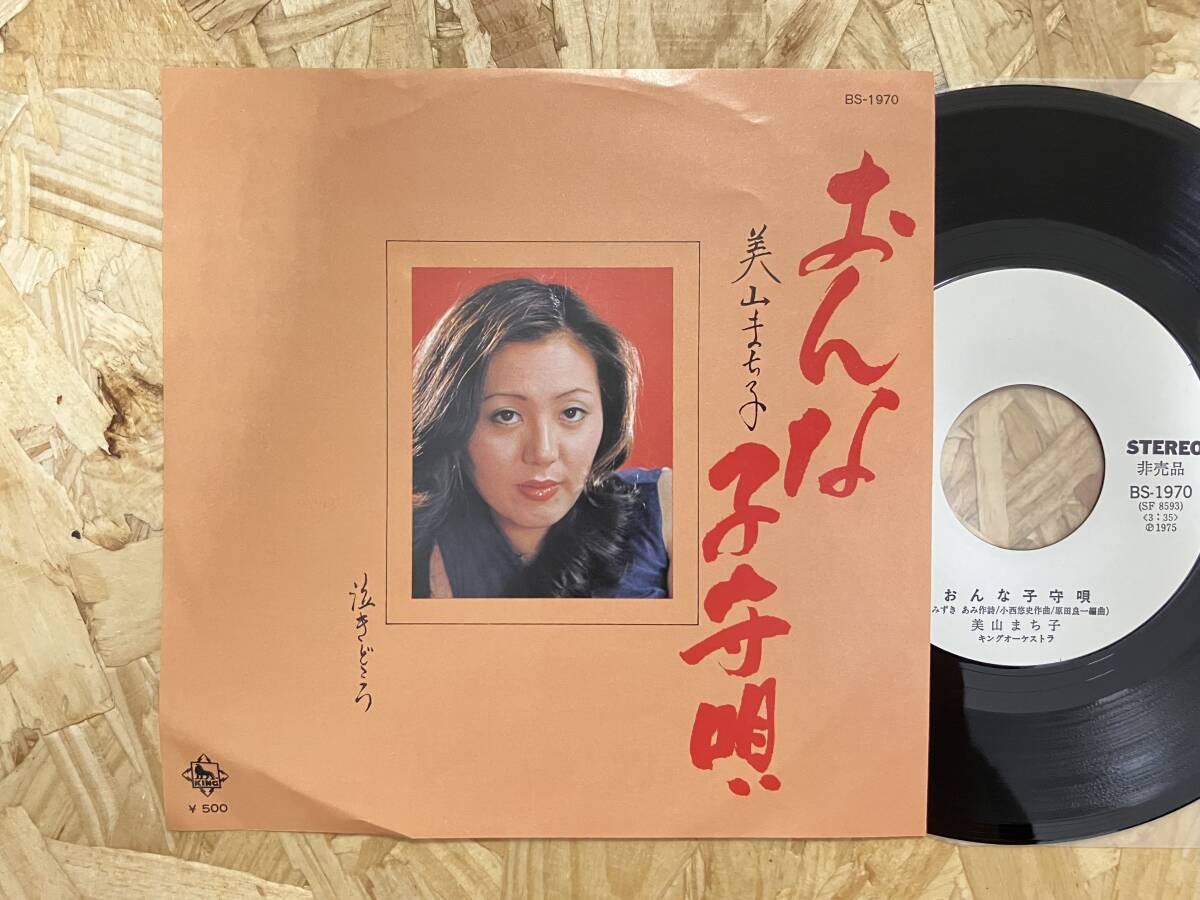 BS-1970
おんな
子守唄
美山まち子
泣きどころ
KING
¥ 500
STEREO
非売品
BS-1970
(SF 8593)
〈3:35〉
Ⓟ1975
おんな子守唄
みずき あみ作詩/小西悠史作曲/原田良一編曲)
美山まち子
キングオーケストラ